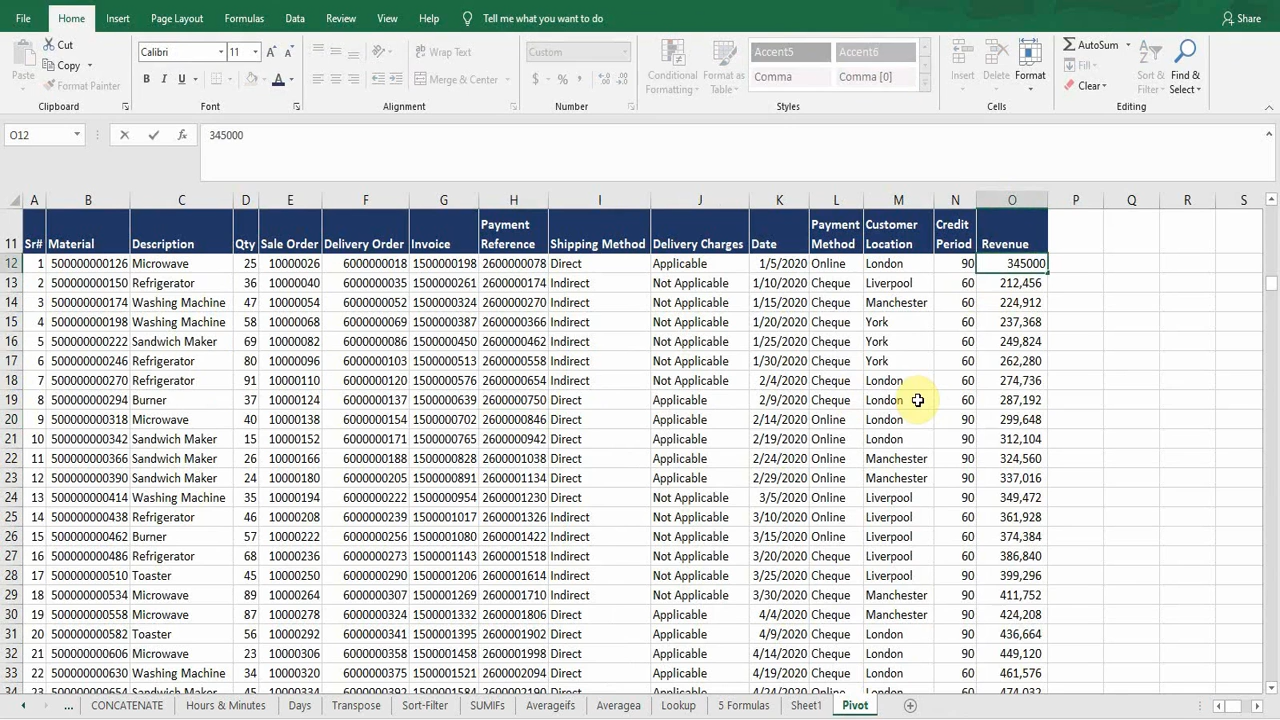 File Home Insert Page Layout Formulas Data Review View Help Tell me what you want to do Share
Cut Copy Format Painter Paste Clipboard
Calibri 11 B I U A Font
Wrap Text Merge & Center Alignment
Custom $ % Number
Conditional Formatting Format as Table Accent5 Accent6 Comma Comma [0] Styles
Insert Delete Format Cells
AutoSum Fill Clear Sort & Filter Find & Select Editing
O12 fx 345000
A B C D E F G H I J K L M N O P Q R S
11 Sr# Material Description Qty Sale Order Delivery Order Invoice Payment Reference Shipping Method Delivery Charges Date Payment Method Customer Location Credit Period Revenue
12 1 500000000126 Microwave 25 10000026 6000000018 1500000198 2600000078 Direct Applicable 1/5/2020 Online London 90 345000
13 2 500000000150 Refrigerator 36 10000040 6000000035 1500000261 2600000174 Indirect Not Applicable 1/10/2020 Cheque Liverpool 60 212,456
14 3 500000000174 Washing Machine 47 10000054 6000000052 1500000324 2600000270 Indirect Not Applicable 1/15/2020 Cheque Manchester 60 224,912
15 4 500000000198 Washing Machine 58 10000068 6000000069 1500000387 2600000366 Indirect Not Applicable 1/20/2020 Cheque York 60 237,368
16 5 500000000222 Sandwich Maker 69 10000082 6000000086 1500000450 2600000462 Indirect Not Applicable 1/25/2020 Cheque York 60 249,824
17 6 500000000246 Refrigerator 80 10000096 6000000103 1500000513 2600000558 Indirect Not Applicable 1/30/2020 Cheque York 60 262,280
18 7 500000000270 Refrigerator 91 10000110 6000000120 1500000576 2600000654 Indirect Not Applicable 2/4/2020 Cheque London 60 274,736
19 8 500000000294 Burner 37 10000124 6000000137 1500000639 2600000750 Direct Applicable 2/9/2020 Cheque London 60 287,192
20 9 500000000318 Microwave 40 10000138 6000000154 1500000702 2600000846 Direct Applicable 2/14/2020 Online London 90 299,648
21 10 500000000342 Sandwich Maker 15 10000152 6000000171 1500000765 2600000942 Direct Applicable 2/19/2020 Online London 90 312,104
22 11 500000000366 Sandwich Maker 26 10000166 6000000188 1500000828 2600001038 Direct Applicable 2/24/2020 Online Manchester 90 324,560
23 12 500000000390 Sandwich Maker 24 10000180 6000000205 1500000891 2600001134 Direct Applicable 2/29/2020 Online Manchester 90 337,016
24 13 500000000414 Washing Machine 35 10000194 6000000222 1500000954 2600001230 Direct Not Applicable 3/5/2020 Online Liverpool 90 349,472
25 14 500000000438 Refrigerator 46 10000208 6000000239 1500001017 2600001326 Indirect Not Applicable 3/10/2020 Online Liverpool 90 361,928
26 15 500000000462 Burner 57 10000222 6000000256 1500001080 2600001422 Indirect Not Applicable 3/15/2020 Online Liverpool 60 374,384
27 16 500000000486 Refrigerator 68 10000236 6000000273 1500001143 2600001518 Indirect Not Applicable 3/20/2020 Cheque Liverpool 60 386,840
28 17 500000000510 Toaster 45 10000250 6000000290 1500001206 2600001614 Indirect Not Applicable 3/25/2020 Cheque Liverpool 90 399,296
29 18 500000000534 Microwave 89 10000264 6000000307 1500001269 2600001710 Indirect Not Applicable 3/30/2020 Cheque Manchester 90 411,752
30 19 500000000558 Microwave 87 10000278 6000000324 1500001332 2600001806 Direct Applicable 4/4/2020 Cheque Manchester 90 424,208
31 20 500000000582 Toaster 56 10000292 6000000341 1500001395 2600001902 Direct Applicable 4/9/2020 Cheque London 90 436,664
32 21 500000000606 Microwave 23 10000306 6000000358 1500001458 2600001998 Direct Applicable 4/14/2020 Cheque London 90 449,120
33 22 500000000630 Washing Machine 34 10000320 6000000375 1500001521 2600002094 Direct Applicable 4/19/2020 Cheque London 60 461,576
34 23 500000000654 Sandwich Maker 45 10000334 6000000392 1500001584 2600002190 Direct Applicable 4/24/2020 Online London 60 474,032
... CONCATENATE Hours & Minutes Days Transpose Sort-Filter SUMIFs Averageifs Averagea Lookup 5 Formulas Sheet1 Pivot